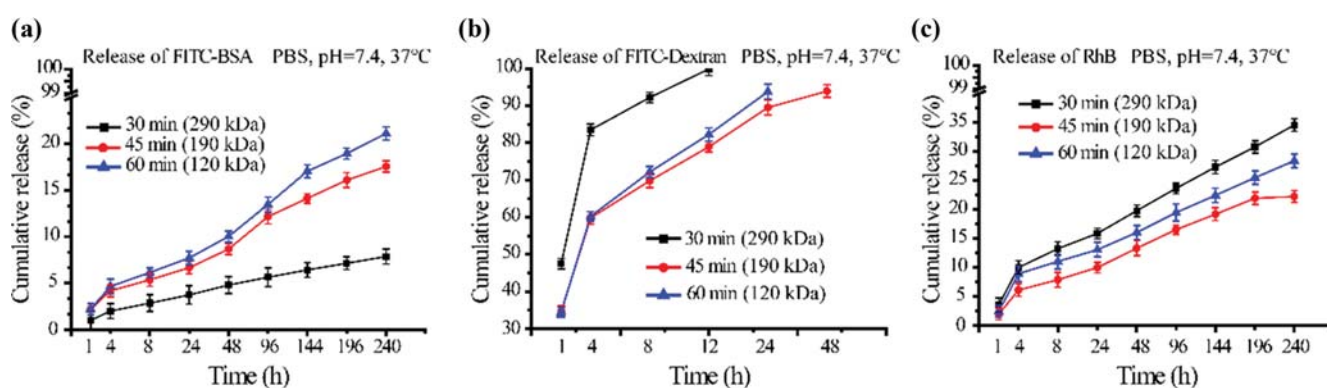 (a)
Release of FITC-BSA PBS, pH=7.4, 37°C
100
99
20
15
10
5
0
Cumulative release (%)
30 min (290 kDa)
45 min (190 kDa)
60 min (120 kDa)
1 4 8 24 48 96 144 196 240
Time (h)
(b)
Release of FITC-Dextran PBS, pH=7.4, 37°C
100
90
80
70
60
50
40
30
Cumulative release (%)
30 min (290 kDa)
45 min (190 kDa)
60 min (120 kDa)
1 4 8 12 24 48
Time (h)
(c)
Release of RhB PBS, pH=7.4, 37°C
100
99
35
30
25
20
15
10
5
0
Cumulative release (%)
30 min (290 kDa)
45 min (190 kDa)
60 min (120 kDa)
1 4 8 24 48 96 144 196 240
Time (h)